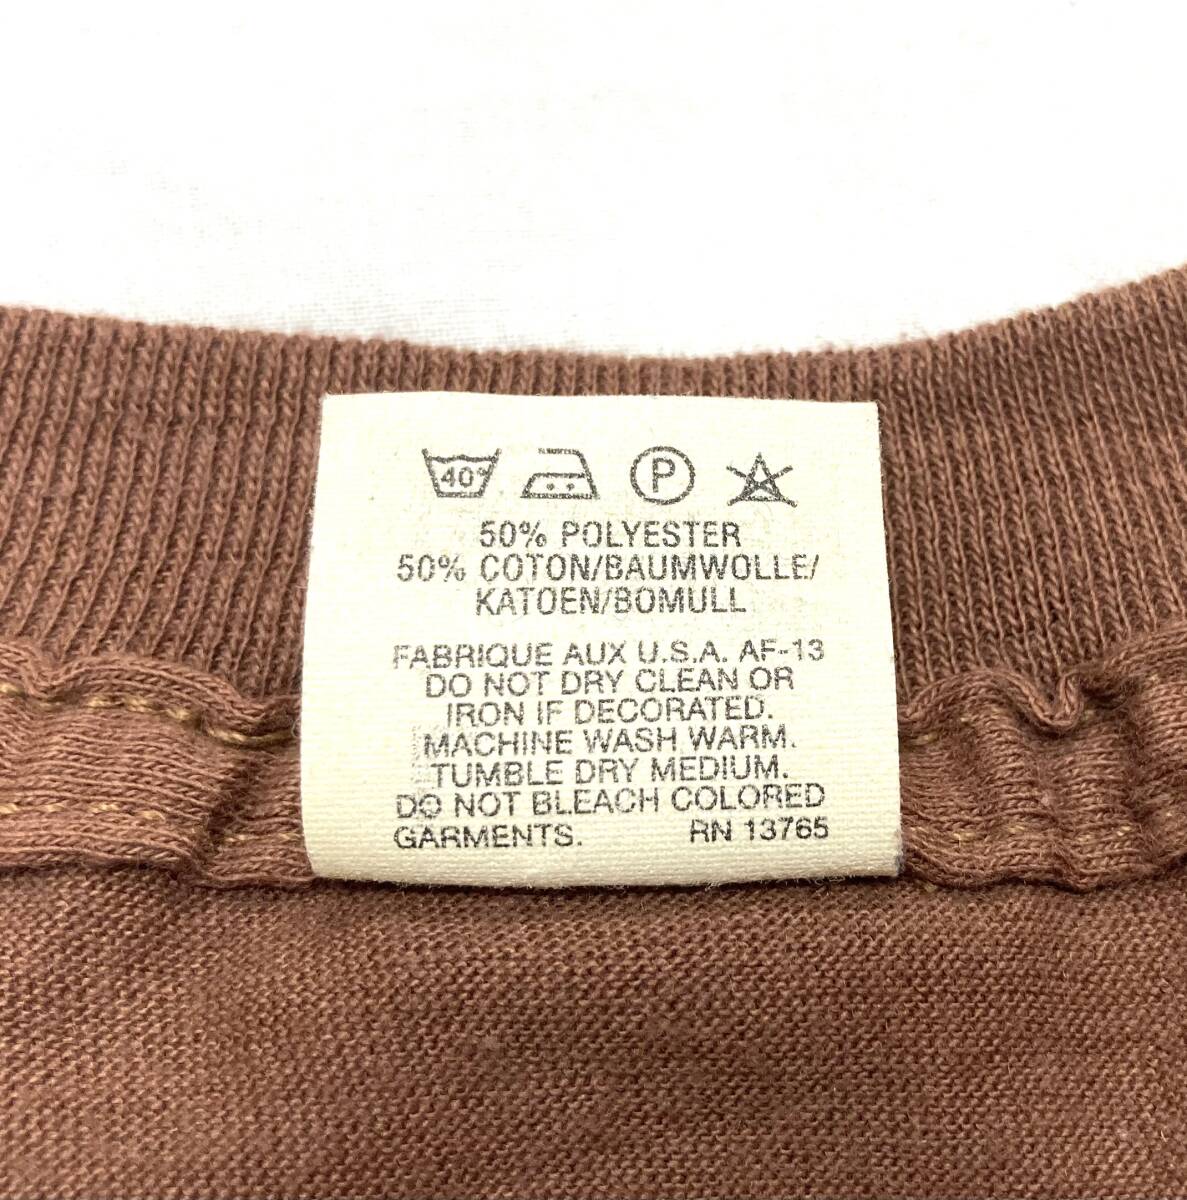 40° P
50% POLYESTER
50% COTON/BAUMWOLLE/
KATOEN/BOMULL
FABRIQUE AUX U.S.A. AF-13
DO NOT DRY CLEAN OR
IRON IF DECORATED.
MACHINE WASH WARM.
TUMBLE DRY MEDIUM.
DO NOT BLEACH COLORED
GARMENTS. RN 13765